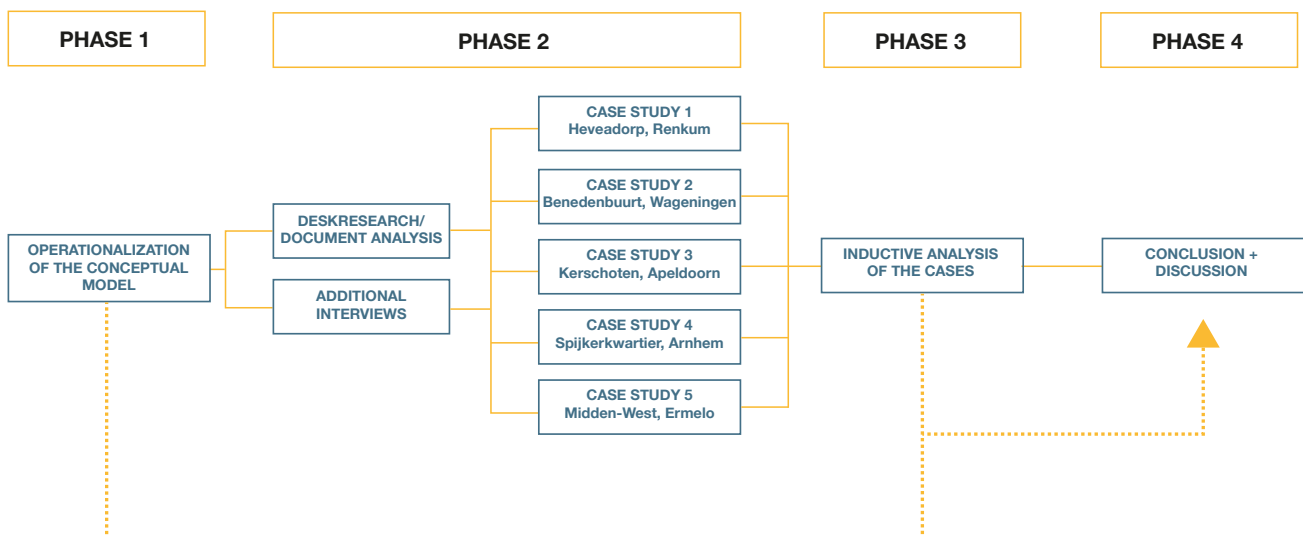 PHASE 1
PHASE 2
PHASE 3
PHASE 4
OPERATIONALIZATION
OF THE CONCEPTUAL
MODEL
DESKRESEARCH/
DOCUMENT ANALYSIS
ADDITIONAL
INTERVIEWS
CASE STUDY 1
Heveadorp, Renkum
CASE STUDY 2
Benedenbuurt, Wageningen
CASE STUDY 3
Kerschoten, Apeldoorn
CASE STUDY 4
Spijkerkwartier, Arnhem
CASE STUDY 5
Midden-West, Ermelo
INDUCTIVE ANALYSIS
OF THE CASES
CONCLUSION +
DISCUSSION